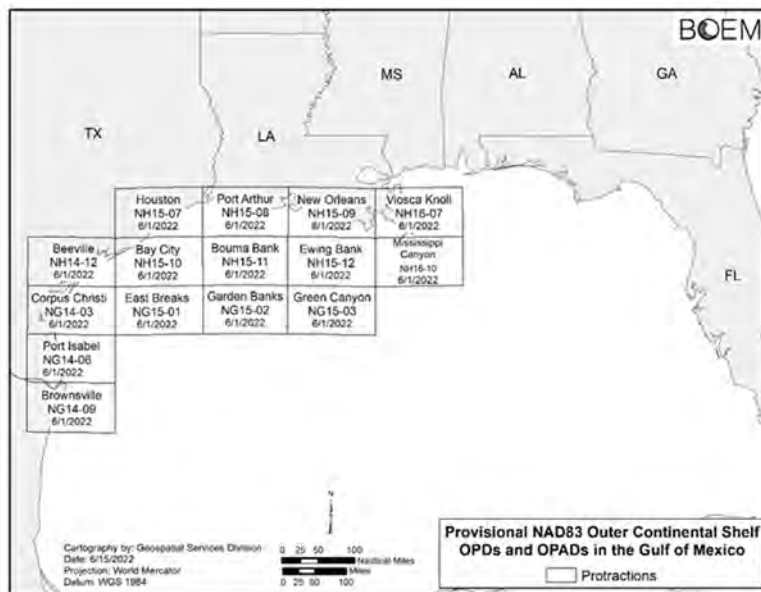 BOEM
MS
AL
GA
TX
LA
FL
Houston
NH15-07
6/1/2022
Port Arthur
NH15-08
6/1/2022
New Orleans
NH15-09
6/1/2022
Viosca Knoll
NH16-07
6/1/2022
Beeville
NH14-12
6/1/2022
Bay City
NH15-10
6/1/2022
Bouma Bank
NH15-11
6/1/2022
Ewing Bank
NH15-12
6/1/2022
Mississippi
Canyon
NH16-10
6/1/2022
Corpus Christi
NG14-03
6/1/2022
East Breaks
NG15-01
6/1/2022
Garden Banks
NG15-02
6/1/2022
Green Canyon
NG15-03
6/1/2022
Port Isabel
NG14-06
6/1/2022
Brownsville
NG14-09
6/1/2022
Cartography by: Geospatial Services Division
Date: 6/15/2022
Projection: World Mercator
Datum: WGS 1984
0 25 50 100
Nautical Miles
Miles
0 25 50 100
Provisional NAD83 Outer Continental Shelf
OPDs and OPADs in the Gulf of Mexico
Protractions